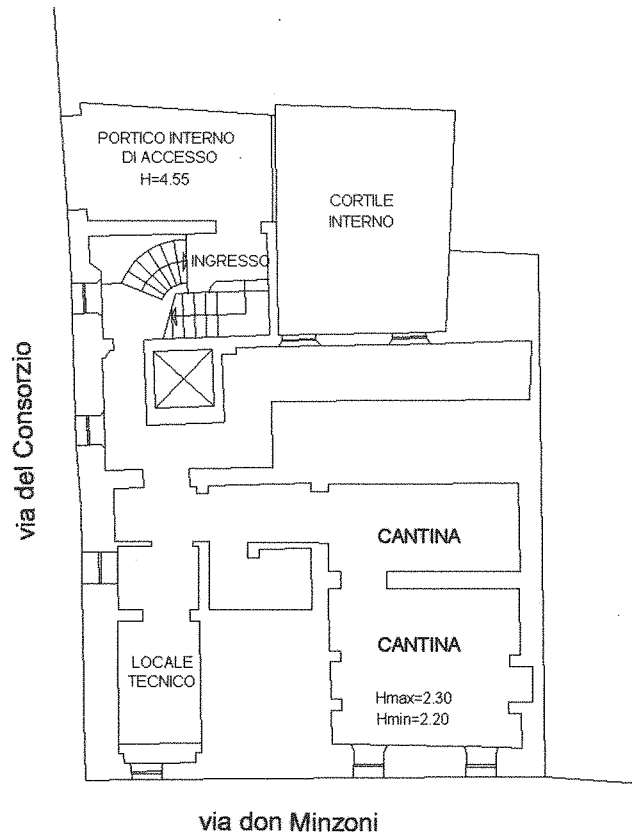 PORTICO INTERNO
DI ACCESSO
H=4.55
CORTILE
INTERNO
INGRESSO
via del Consorzio
CANTINA
CANTINA
LOCALE
TECNICO
Hmax=2.30
Hmin=2.20
via don Minzoni